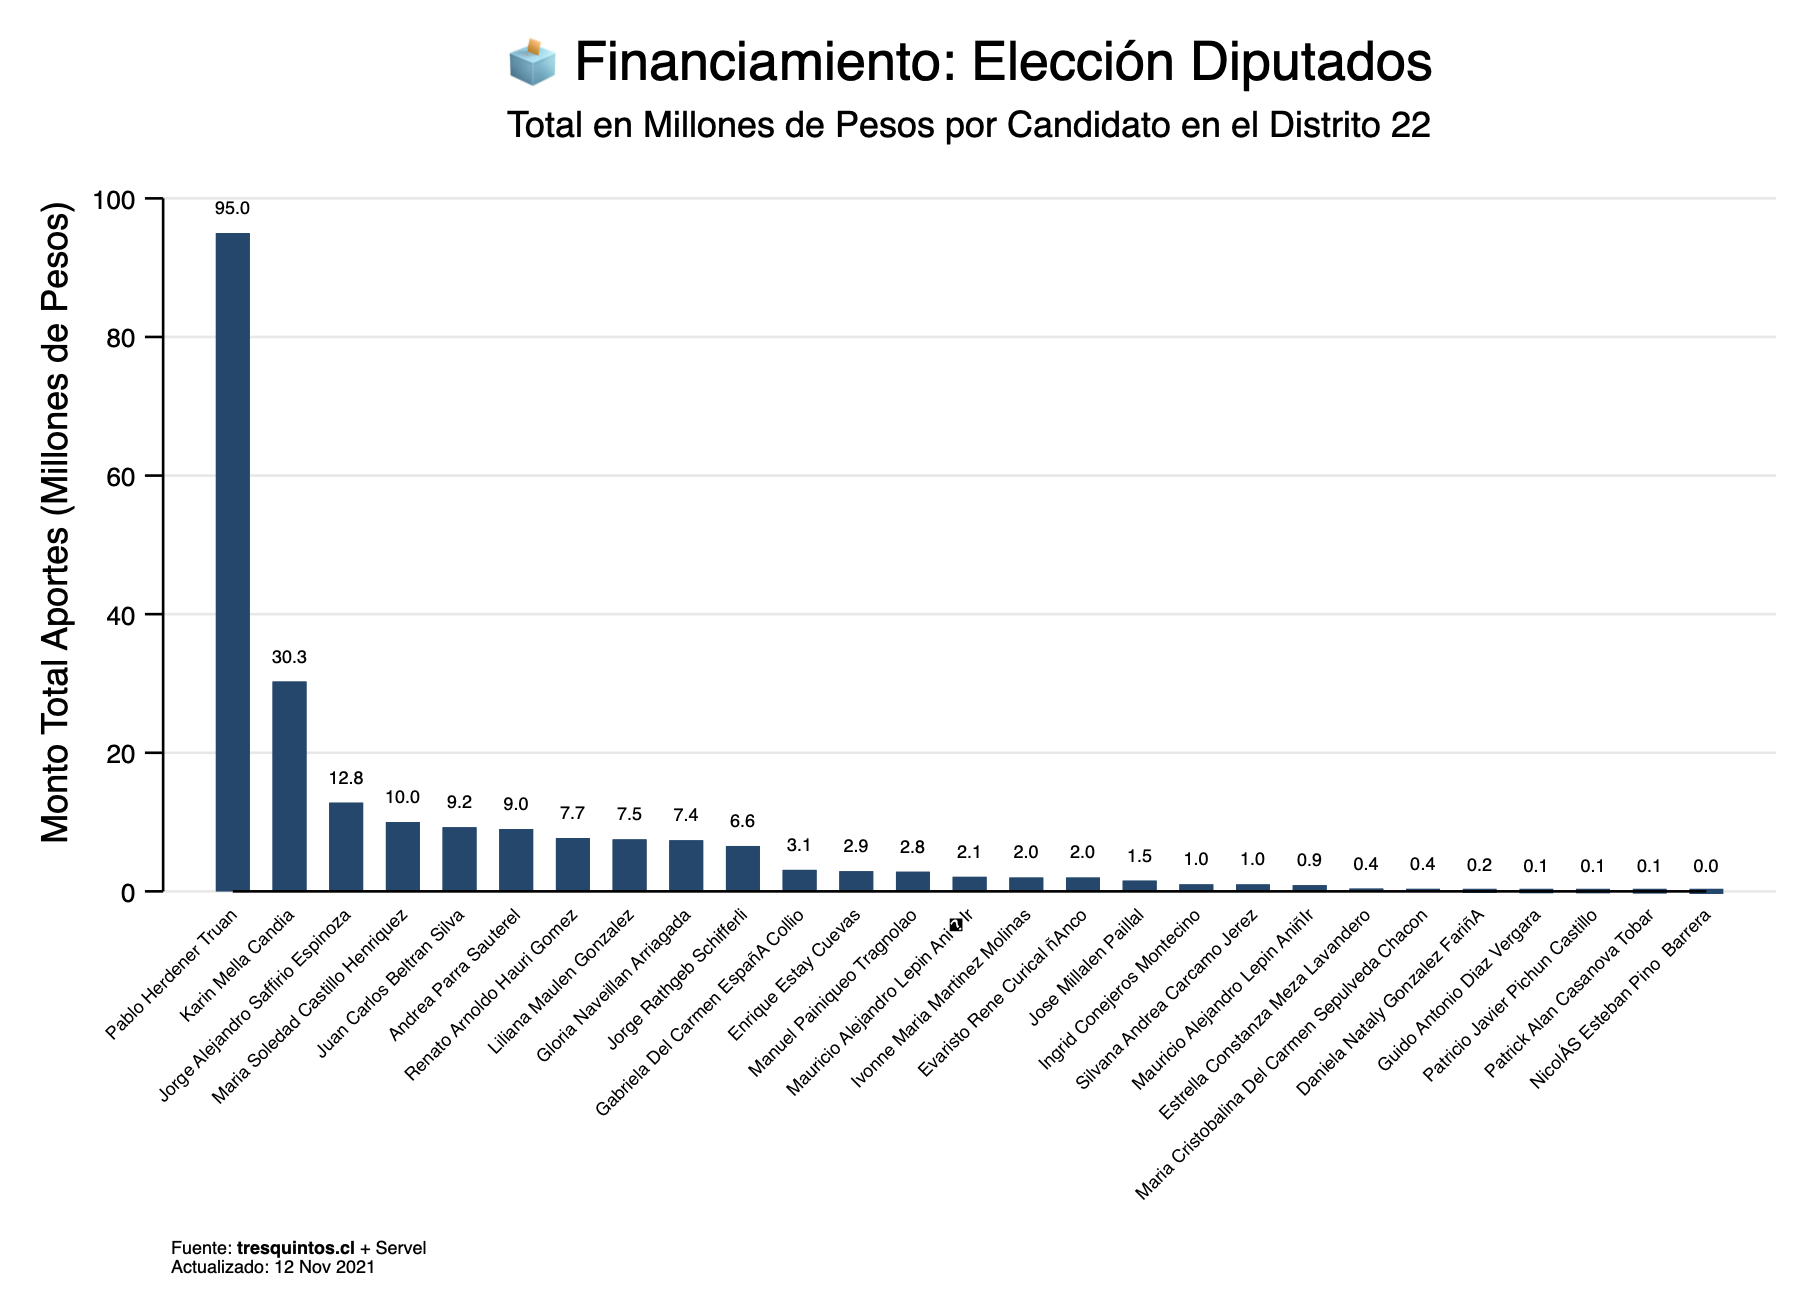 Financiamiento: Elección Diputados
Total en Millones de Pesos por Candidato en el Distrito 22
Monto Total Aportes (Millones de Pesos)
100
80
60
40
20
0
95.0
30.3
12.8
10.0
9.2
9.0
7.7
7.5
7.4
6.6
3.1
2.9
2.8
2.1
2.0
2.0
1.5
1.0
1.0
0.9
0.4
0.4
0.2
0.1
0.1
0.1
0.0
Pablo Herdener Truan
Karin Mella Candia
Jorge Alejandro Saffirio Espinoza
Maria Soledad Castillo Henriquez
Juan Carlos Beltran Silva
Andrea Parra Sauterel
Renato Arnoldo Hauri Gomez
Liliana Maulen Gonzalez
Gloria Naveillan Arriagada
Jorge Rathgeb Schifferli
Gabriela Del Carmen EspañA Collio
Enrique Estay Cuevas
Manuel Painiqueo Tragnolao
Mauricio Alejandro Lepin
Ivonne Maria Martinez Molinas
Evaristo Rene Curical ñAnco
Jose Millalen Paillal
Ingrid Conejeros Montecino
Silvana Andrea Carcamo Jerez
Mauricio Alejandro Lepin AniñIr
Estrella Constanza Meza Lavandero
Maria Cristobalina Del Carmen Sepulveda Chacon
Daniela Nataly Gonzalez FariñA
Guido Antonio Diaz Vergara
Patricio Javier Pichun Castillo
Patrick Alan Casanova Tobar
NicolÁS Esteban Pino Barrera
Fuente: tresquintos.cl + Servel
Actualizado: 12 Nov 2021